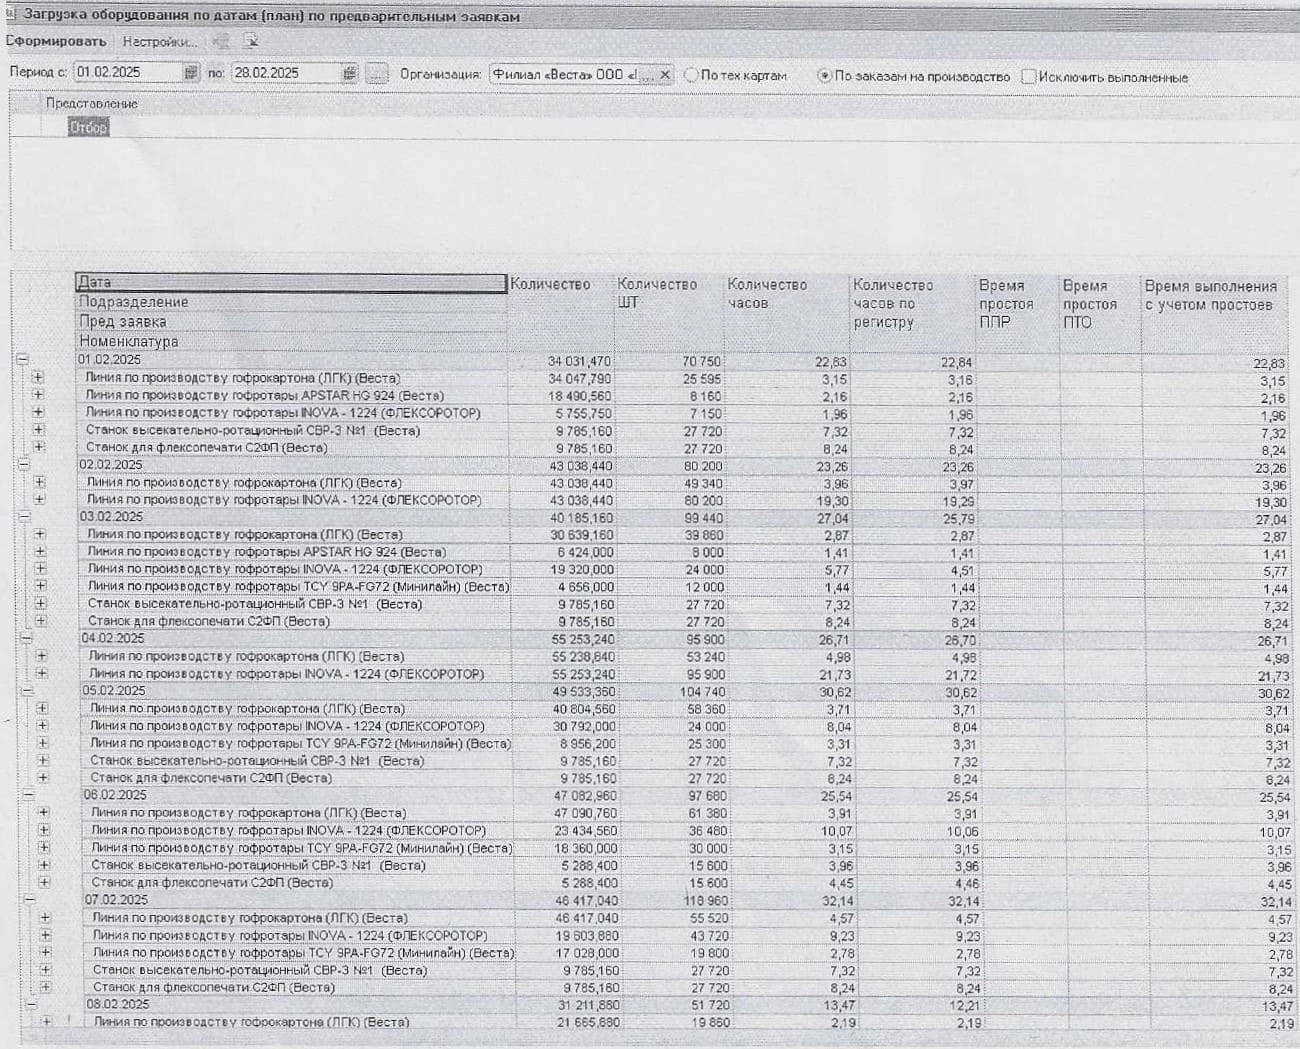 Загрузка оборудования по датам (план) по предварительным заявкам
Сформировать Настройки...
Период с: 01.02.2025 по: 28.02.2025 ... Организация: Филиал «Веста» ООО «I ... × По тех картам По заказам на производство Исключить выполненные
Представление
Отбор
Дата Количество Количество ШТ Количество часов Количество часов по регистру Время простоя ППР Время простоя ПТО Время выполнения с учетом простоев
Подразделение
Пред заявка
Номенклатура
01.02.2025 34 031,470 70 750 22,83 22,84 22,83
Линия по производству гофрокартона (ЛГК) (Веста) 34 047,790 25 595 3,15 3,16 3,15
Линия по производству гофротары APSTAR HG 924 (Веста) 18 490,560 8 160 2,16 2,16 2,16
Линия по производству гофротары INOVA - 1224 (ФЛЕКСОРОТОР) 5 755,750 7 150 1,96 1,96 1,96
Станок высекательно-ротационный СВР-3 №1 (Веста) 9 785,160 27 720 7,32 7,32 7,32
Станок для флексопечати С2ФП (Веста) 9 785,160 27 720 8,24 8,24 8,24
02.02.2025 43 038,440 80 200 23,26 23,26 23,26
Линия по производству гофрокартона (ЛГК) (Веста) 43 038,440 49 340 3,96 3,97 3,96
Линия по производству гофротары INOVA - 1224 (ФЛЕКСОРОТОР) 43 038,440 80 200 19,30 19,29 19,30
03.02.2025 40 185,160 99 440 27,04 25,79 27,04
Линия по производству гофрокартона (ЛГК) (Веста) 30 639,160 39 860 2,87 2,87 2,87
Линия по производству гофротары APSTAR HG 924 (Веста) 6 424,000 8 000 1,41 1,41 1,41
Линия по производству гофротары INOVA - 1224 (ФЛЕКСОРОТОР) 19 320,000 24 000 5,77 4,51 5,77
Линия по производству гофротары TCY 9PA-FG72 (Минилайн) (Веста) 4 656,000 12 000 1,44 1,44 1,44
Станок высекательно-ротационный СВР-3 №1 (Веста) 9 785,160 27 720 7,32 7,32 7,32
Станок для флексопечати С2ФП (Веста) 9 785,160 27 720 8,24 8,24 8,24
04.02.2025 55 253,240 95 900 26,71 26,70 26,71
Линия по производству гофрокартона (ЛГК) (Веста) 55 238,840 53 240 4,98 4,98 4,98
Линия по производству гофротары INOVA - 1224 (ФЛЕКСОРОТОР) 55 253,240 95 900 21,73 21,72 21,73
05.02.2025 49 533,360 104 740 30,62 30,62 30,62
Линия по производству гофрокартона (ЛГК) (Веста) 40 804,560 58 360 3,71 3,71 3,71
Линия по производству гофротары INOVA - 1224 (ФЛЕКСОРОТОР) 30 792,000 24 000 8,04 8,04 8,04
Линия по производству гофротары TCY 9PA-FG72 (Минилайн) (Веста) 8 956,200 25 300 3,31 3,31 3,31
Станок высекательно-ротационный СВР-3 №1 (Веста) 9 785,160 27 720 7,32 7,32 7,32
Станок для флексопечати С2ФП (Веста) 9 785,160 27 720 8,24 8,24 8,24
06.02.2025 47 082,960 97 680 25,54 25,54 25,54
Линия по производству гофрокартона (ЛГК) (Веста) 47 090,760 61 380 3,91 3,91 3,91
Линия по производству гофротары INOVA - 1224 (ФЛЕКСОРОТОР) 23 434,560 36 480 10,07 10,06 10,07
Линия по производству гофротары TCY 9PA-FG72 (Минилайн) (Веста) 18 360,000 30 000 3,15 3,15 3,15
Станок высекательно-ротационный СВР-3 №1 (Веста) 5 288,400 15 600 3,96 3,96 3,96
Станок для флексопечати С2ФП (Веста) 5 288,400 15 600 4,45 4,46 4,45
07.02.2025 46 417,040 118 960 32,14 32,14 32,14
Линия по производству гофрокартона (ЛГК) (Веста) 46 417,040 55 520 4,57 4,57 4,57
Линия по производству гофротары INOVA - 1224 (ФЛЕКСОРОТОР) 19 603,880 43 720 9,23 9,23 9,23
Линия по производству гофротары TCY 9PA-FG72 (Минилайн) (Веста) 17 028,000 19 800 2,78 2,78 2,78
Станок высекательно-ротационный СВР-3 №1 (Веста) 9 785,160 27 720 7,32 7,32 7,32
Станок для флексопечати С2ФП (Веста) 9 785,160 27 720 8,24 8,24 8,24
08.02.2025 31 211,880 51 720 13,47 12,21 13,47
Линия по производству гофрокартона (ЛГК) (Веста) 21 665,880 19 860 2,19 2,19 2,19